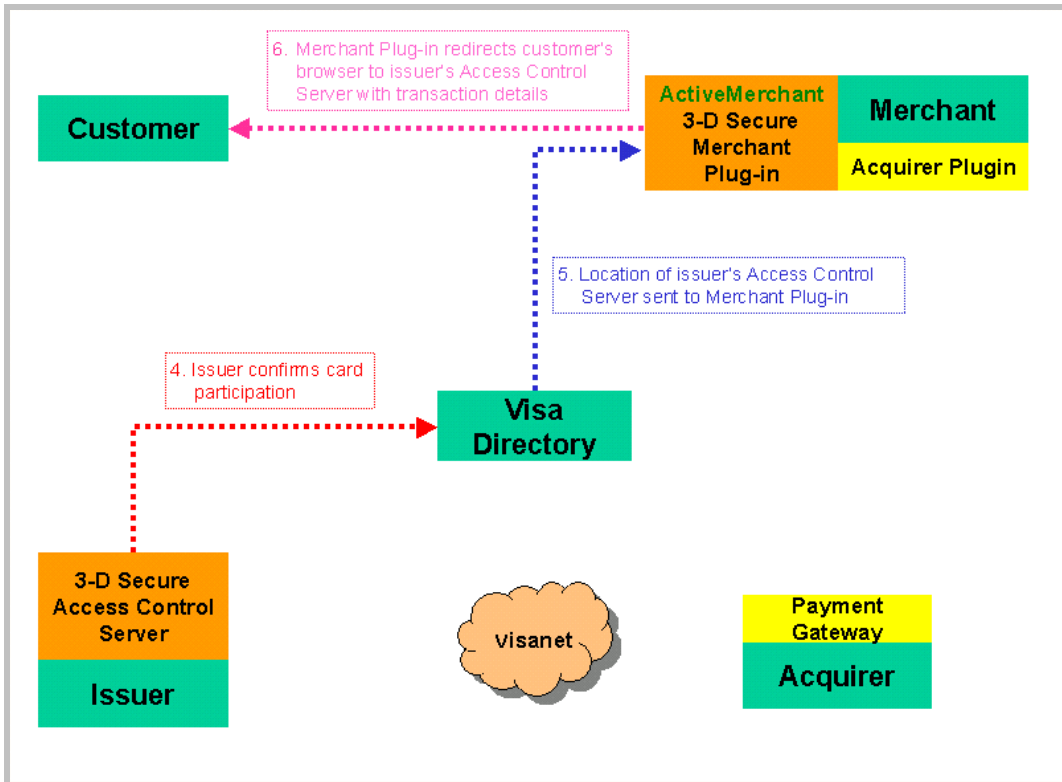 6. Merchant Plug-in redirects customer's
browser to issuer's Access Control
Server with transaction details
Customer
ActiveMerchant
3-D Secure
Merchant
Plug-in
Merchant
Acquirer Plugin
5. Location of issuer's Access Control
Server sent to Merchant Plug-in
4. Issuer confirms card
participation
Visa
Directory
3-D Secure
Access Control
Server
Issuer
Visanet
Payment
Gateway
Acquirer